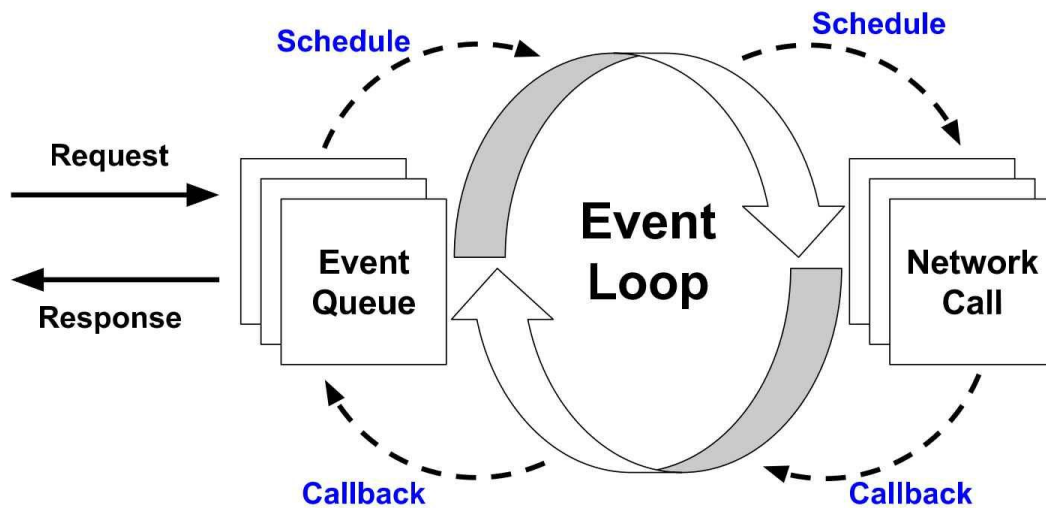 Schedule
Schedule
Request
Event
Queue
Response
Event
Loop
Network
Call
Callback
Callback